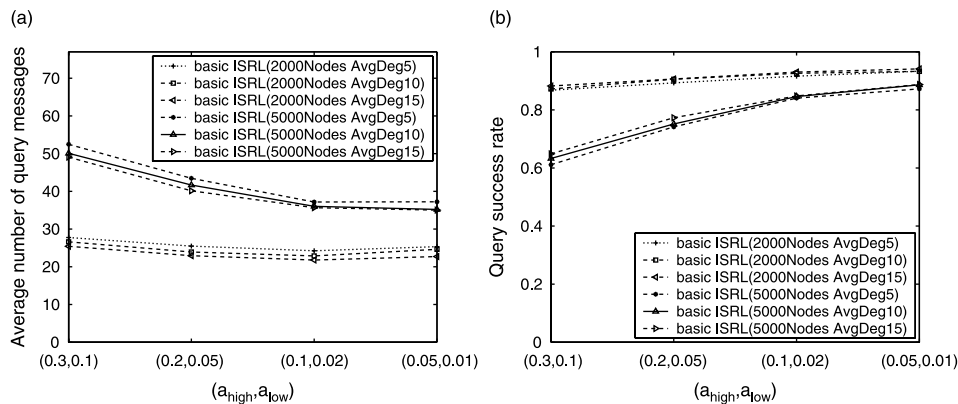 (a)
Average number of query messages
70
60
50
40
30
20
10
0
basic ISRL(2000Nodes AvgDeg5)
basic ISRL(2000Nodes AvgDeg10)
basic ISRL(2000Nodes AvgDeg15)
basic ISRL(5000Nodes AvgDeg5)
basic ISRL(5000Nodes AvgDeg10)
basic ISRL(5000Nodes AvgDeg15)
(0.3,0.1) (0.2,0.05) (0.1,0.02) (0.05,0.01)
(a_high,a_low)
(b)
Query success rate
1
0.8
0.6
0.4
0.2
0
basic ISRL(2000Nodes AvgDeg5)
basic ISRL(2000Nodes AvgDeg10)
basic ISRL(2000Nodes AvgDeg15)
basic ISRL(5000Nodes AvgDeg5)
basic ISRL(5000Nodes AvgDeg10)
basic ISRL(5000Nodes AvgDeg15)
(0.3,0.1) (0.2,0.05) (0.1,0.02) (0.05,0.01)
(a_high,a_low)